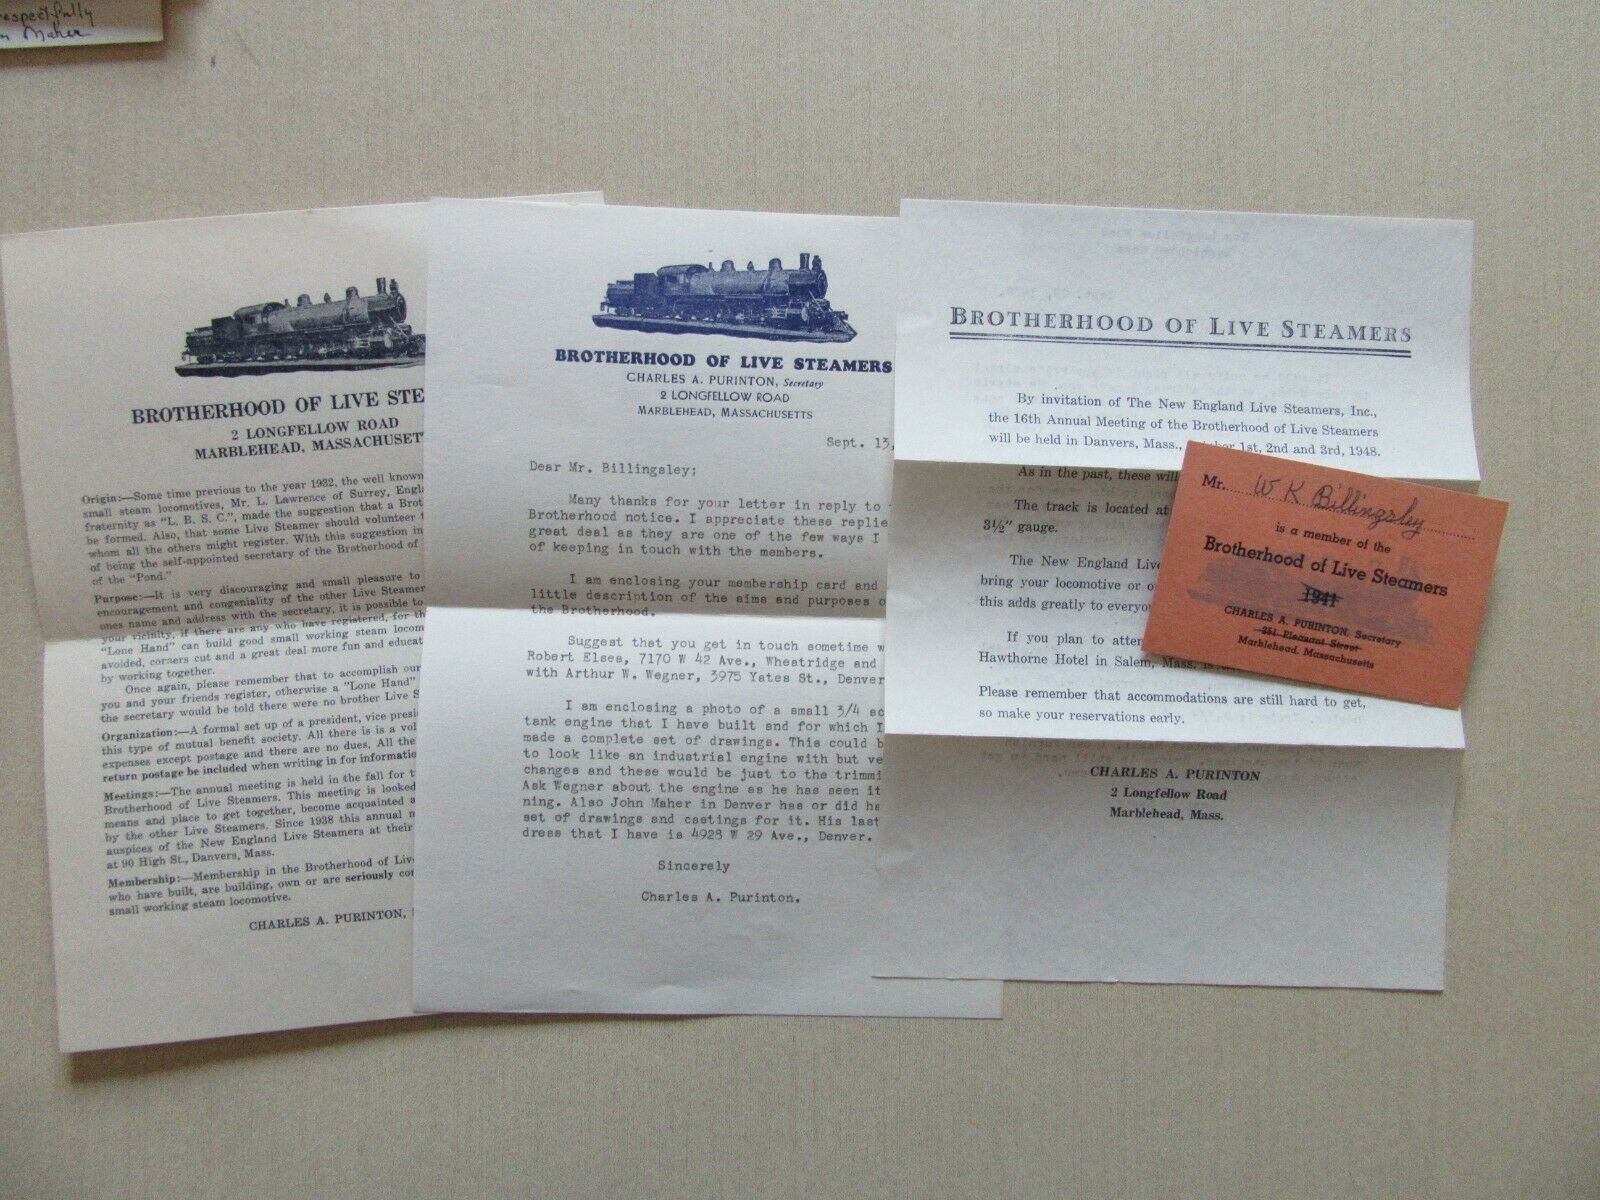 respectfully
Maher
BROTHERHOOD OF LIVE
2 LONGFELLOW ROAD
MARBLEHEAD,
Origin:—Some time previous to the year 1932, the well known
small steam locomotives, Mr. L. Lawrence of Surrey,
fraternity as "L. B. S. C.", made the suggestion that a
be formed. Also, that some Live Steamer should volunteer
whom all the others might register. With this suggestion in
of being the self-appointed secretary of the Brotherhood of
of the "Pond."
Purpose:—It is very discouraging and small pleasure to
encouragement and congeniality of the other Live
ones name and address with the secretary, it is possible to
your vicinity, if there are any who have registered, for
"Lone Hand" can build good small working steam
avoided, corners cut and a great deal more fun and
by working together.
Once again, please remember that to accomplish our
you and your friends register, otherwise a "Lone Hand"
the secretary would be told there were no brother Live
Organization:—A formal set up of a president, vice
this type of mutual benefit society. All there is is a
expenses except postage and there are no dues. All
return postage be included when writing in for
Meetings:—The annual meeting is held in the fall for
Brotherhood of Live Steamers. This meeting is looked
means and place to get together, become acquainted
by the other Live Steamers. Since 1938 this annual
auspices of the New England Live Steamers at their
at 90 High St., Danvers, Mass.
Membership:—Membership in the Brotherhood of
who have built, are building, own or are seriously
small working steam locomotive.
CHARLES A. PURINTON,
BROTHERHOOD OF LIVE STEAMERS
CHARLES A. PURINTON, Secretary
2 LONGFELLOW ROAD
MARBLEHEAD, MASSACHUSETTS
Sept. 13,
Dear Mr. Billingsley;
Many thanks for your letter in reply to
Brotherhood notice. I appreciate these
great deal as they are one of the few ways I
of keeping in touch with the members.
I am enclosing your membership card and
little description of the aims and purposes
the Brotherhood.
Suggest that you get in touch sometime
Robert Elsea, 7170 W 42 Ave., Wheatridge and
with Arthur W. Wegner, 3975 Yates St., Denver
I am enclosing a photo of a small 3/4
tank engine that I have built and for which I
made a complete set of drawings. This could
to look like an industrial engine with but
changes and these would be just to the
Ask Wegner about the engine as he has seen it
ning. Also John Maher in Denver has or did
set of drawings and castings for it. His last
dress that I have is 4923 W 29 Ave., Denver.
Sincerely
Charles A. Purinton.
BROTHERHOOD OF LIVE STEAMERS
By invitation of The New England Live Steamers, Inc.,
the 16th Annual Meeting of the Brotherhood of Live Steamers
will be held in Danvers, Mass., 1st, 2nd and 3rd, 1948.
As in the past, these
The track is located at
3½" gauge.
The New England
bring your locomotive or
this adds greatly to
If you plan to
Hawthorne Hotel in Salem, Mass. is
Please remember that accommodations are still hard to get,
so make your reservations early.
CHARLES A. PURINTON
2 Longfellow Road
Marblehead, Mass.
Mr. W K Billingsley
is a member of the
Brotherhood of Live Steamers
1941
CHARLES A. PURINTON, Secretary
251 Pleasant Street
Marblehead, Massachusetts